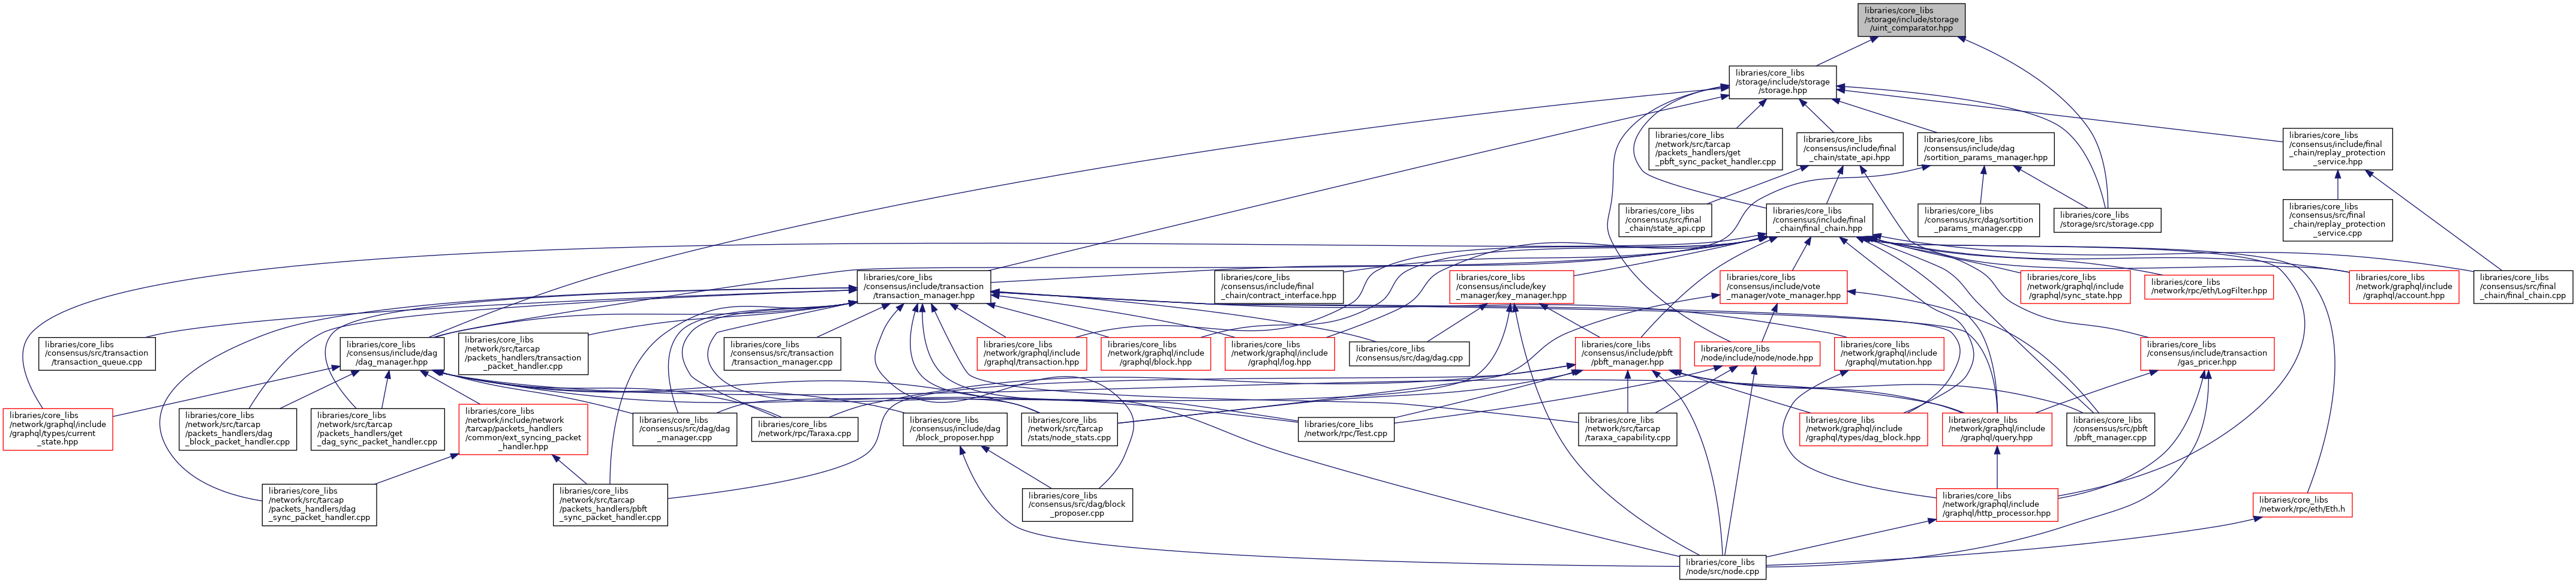 libraries/core_libs
/storage/include/storage
/uint_comparator.hpp
libraries/core_libs
/storage/include/storage
/storage.hpp
libraries/core_libs
/network/src/tarcap
/packets_handlers/get
_pbft_sync_packet_handler.cpp
libraries/core_libs
/consensus/include/final
_chain/state_api.hpp
libraries/core_libs
/consensus/include/dag
/sortition_params_manager.hpp
libraries/core_libs
/consensus/include/final
_chain/replay_protection
_service.hpp
libraries/core_libs
/consensus/src/final
_chain/state_api.cpp
libraries/core_libs
/consensus/include/final
_chain/final_chain.hpp
libraries/core_libs
/consensus/src/dag/sortition
_params_manager.cpp
libraries/core_libs
/storage/src/storage.cpp
libraries/core_libs
/consensus/src/final
_chain/replay_protection
_service.cpp
libraries/core_libs
/consensus/include/transaction
/transaction_manager.hpp
libraries/core_libs
/consensus/include/final
_chain/contract_interface.hpp
libraries/core_libs
/consensus/include/key
_manager/key_manager.hpp
libraries/core_libs
/consensus/include/vote
_manager/vote_manager.hpp
libraries/core_libs
/network/graphql/include
/graphql/sync_state.hpp
libraries/core_libs
/network/rpc/eth/LogFilter.hpp
libraries/core_libs
/network/graphql/include
/graphql/account.hpp
libraries/core_libs
/consensus/src/final
_chain/final_chain.cpp
libraries/core_libs
/consensus/src/transaction
/transaction_queue.cpp
libraries/core_libs
/consensus/include/dag
/dag_manager.hpp
libraries/core_libs
/network/src/tarcap
/packets_handlers/transaction
_packet_handler.cpp
libraries/core_libs
/consensus/src/transaction
/transaction_manager.cpp
libraries/core_libs
/network/graphql/include
/graphql/transaction.hpp
libraries/core_libs
/network/graphql/include
/graphql/block.hpp
libraries/core_libs
/network/graphql/include
/graphql/log.hpp
libraries/core_libs
/consensus/src/dag/dag.cpp
libraries/core_libs
/consensus/include/pbft
/pbft_manager.hpp
libraries/core_libs
/node/include/node/node.hpp
libraries/core_libs
/network/graphql/include
/graphql/mutation.hpp
libraries/core_libs
/consensus/include/transaction
/gas_pricer.hpp
libraries/core_libs
/network/graphql/include
/graphql/types/current
_state.hpp
libraries/core_libs
/network/src/tarcap
/packets_handlers/dag
_block_packet_handler.cpp
libraries/core_libs
/network/src/tarcap
/packets_handlers/get
_dag_sync_packet_handler.cpp
libraries/core_libs
/network/include/network
/tarcap/packets_handlers
/common/ext_syncing_packet
_handler.hpp
libraries/core_libs
/consensus/src/dag/dag
_manager.cpp
libraries/core_libs
/network/rpc/Taraxa.cpp
libraries/core_libs
/consensus/include/dag
/block_proposer.hpp
libraries/core_libs
/network/src/tarcap
/stats/node_stats.cpp
libraries/core_libs
/network/rpc/Test.cpp
libraries/core_libs
/network/src/tarcap
/taraxa_capability.cpp
libraries/core_libs
/network/graphql/include
/graphql/types/dag_block.hpp
libraries/core_libs
/network/graphql/include
/graphql/query.hpp
libraries/core_libs
/consensus/src/pbft
/pbft_manager.cpp
libraries/core_libs
/network/src/tarcap
/packets_handlers/dag
_sync_packet_handler.cpp
libraries/core_libs
/network/src/tarcap
/packets_handlers/pbft
_sync_packet_handler.cpp
libraries/core_libs
/consensus/src/dag/block
_proposer.cpp
libraries/core_libs
/network/graphql/include
/graphql/http_processor.hpp
libraries/core_libs
/network/rpc/eth/Eth.h
libraries/core_libs
/node/src/node.cpp